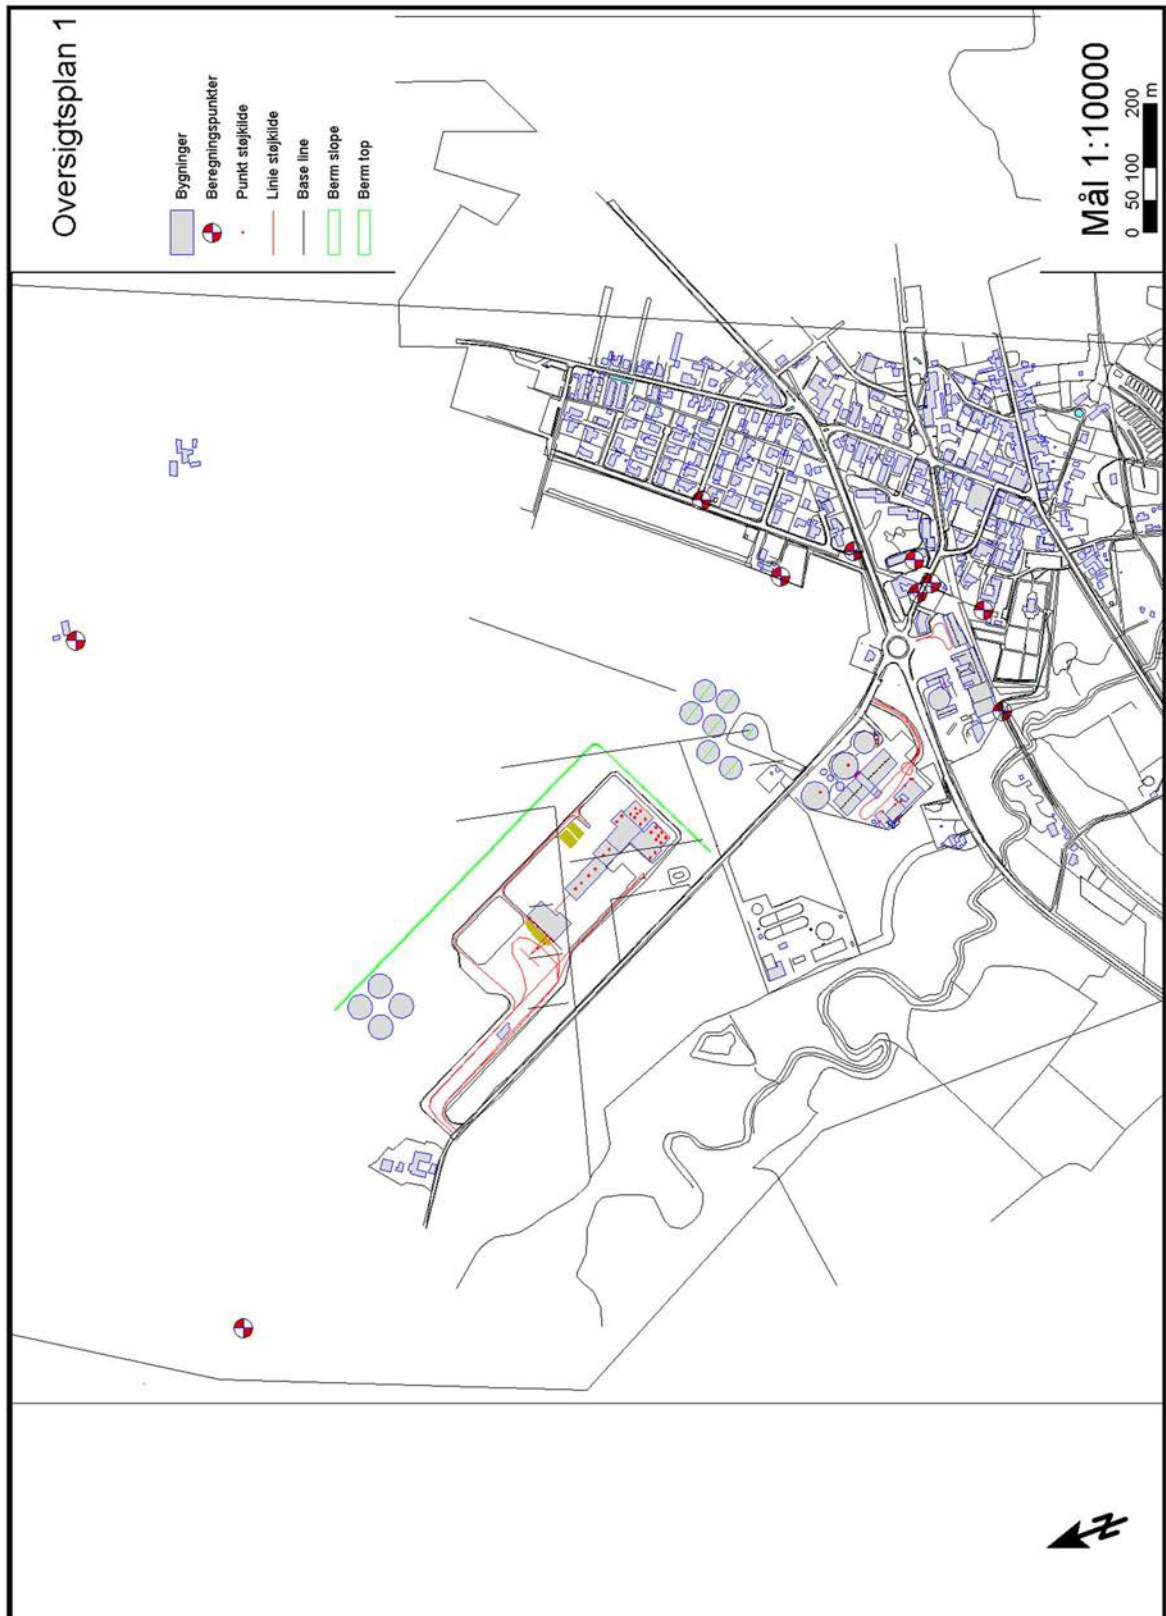 Oversigtsplan 1
Bygninger
Beregningspunkter
Punkt støjkilde
Linie støjkilde
Base line
Berm slope
Berm top
Mål 1:10000
0 50 100 200
m
N